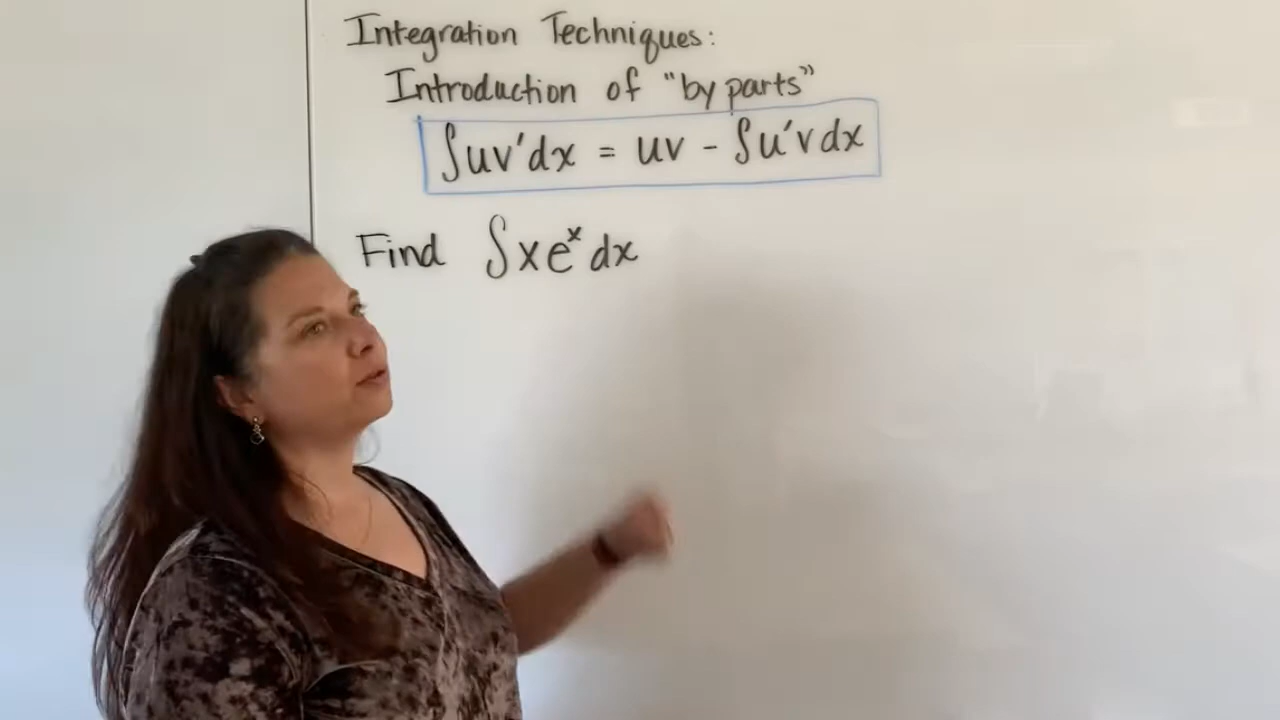 Integration Techniques:
Introduction of "by parts"
∫uv'dx = uv - ∫u'vdx
Find ∫xeˣdx